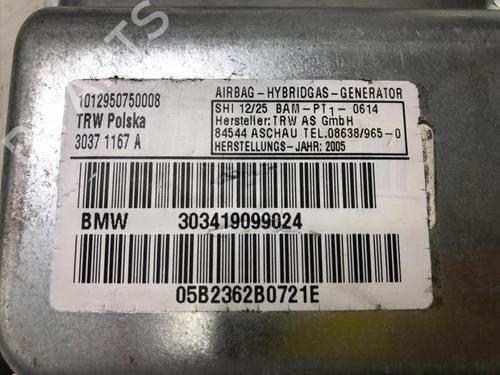 1012950750008
TRW Polska
3037 1167 A
AIRBAG-HYBRIDGAS-GENERATOR
SHI 12/25 BAM-PT1-0614
Hersteller:TRW AS GmbH
84544 ASCHAU TEL.08638/965-0
HERSTELLUNGS-JAHR:2005
BMW 303419099024
05B2362B0721E